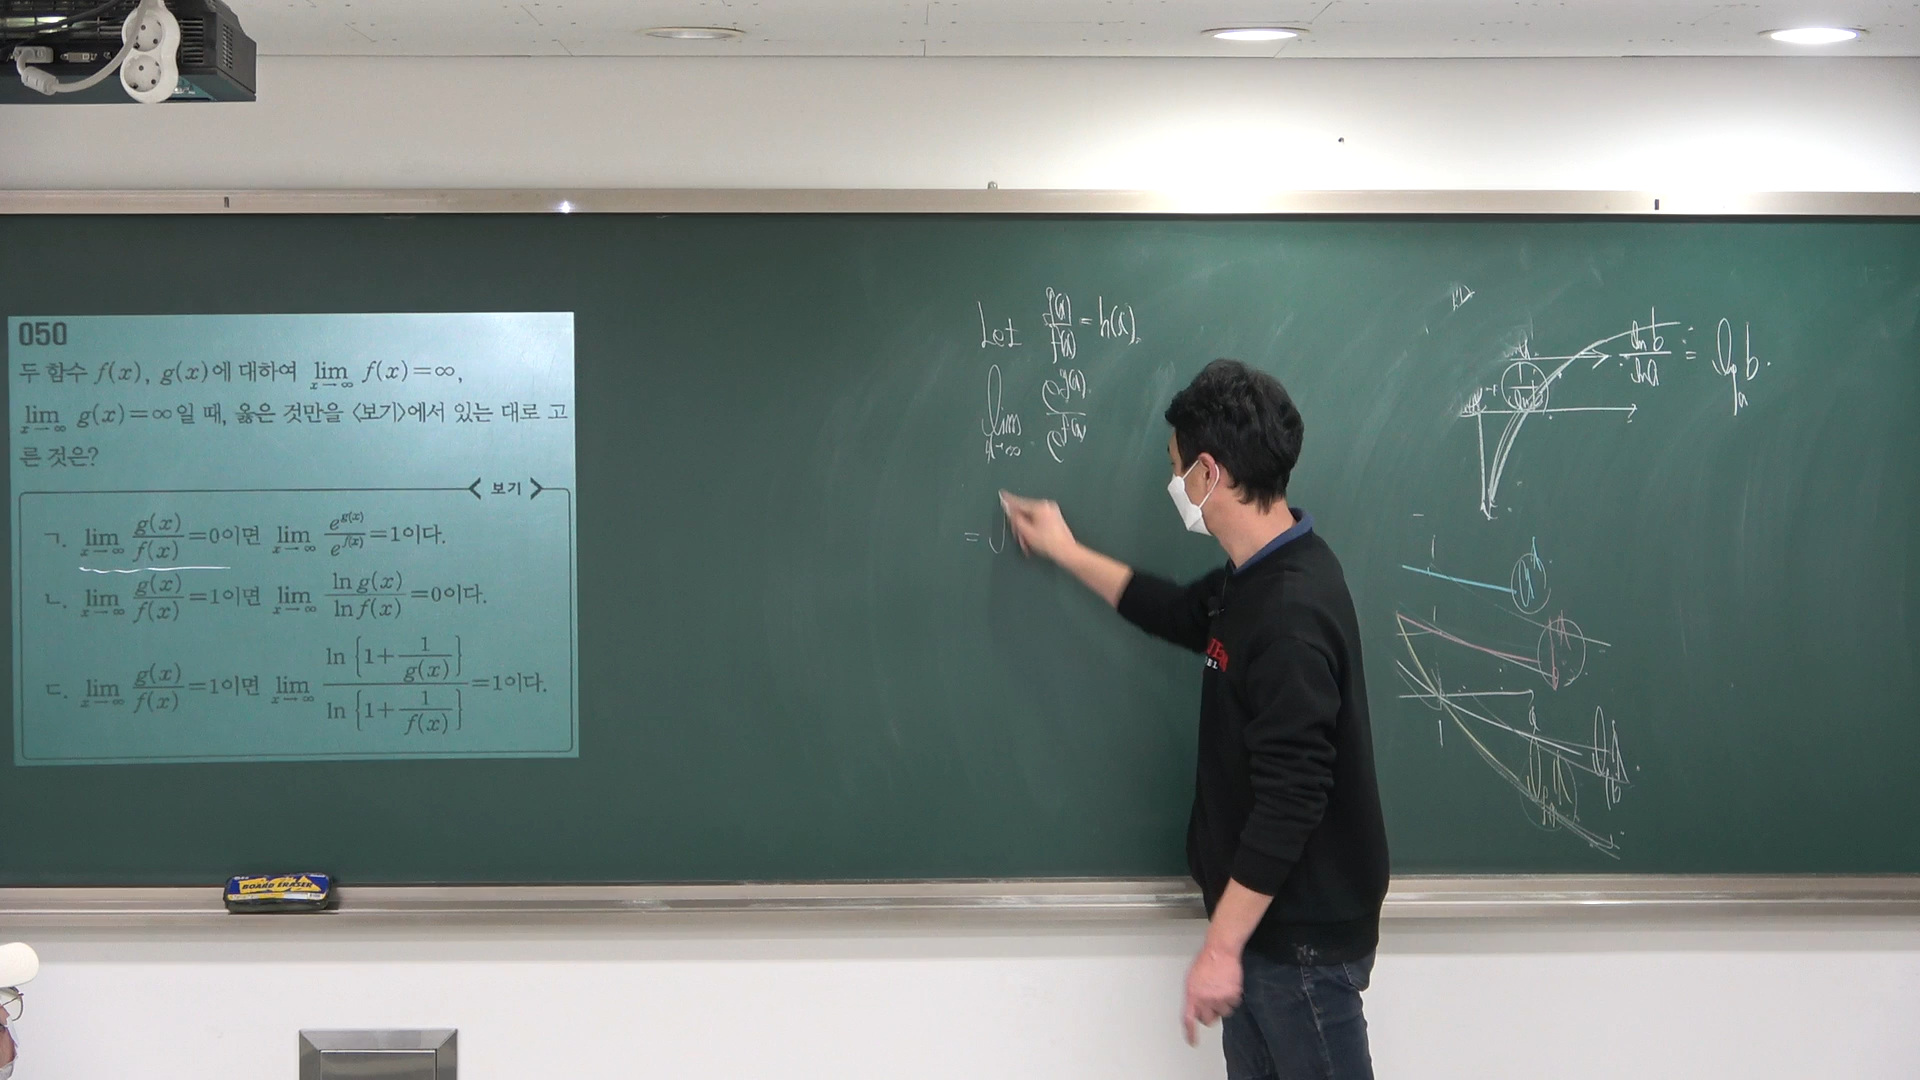 050
두 함수 f(x), g(x)에 대하여 lim x→∞ f(x)=∞,
lim x→∞ g(x)=∞일 때, 옳은 것만을 <보기>에서 있는 대로 고
른 것은?
<보기>
ㄱ. lim x→∞ g(x)/f(x)=0이면 lim x→∞ e^g(x)/e^f(x)=1이다.
ㄴ. lim x→∞ g(x)/f(x)=1이면 lim x→∞ ln g(x)/ln f(x)=0이다.
ㄷ. lim x→∞ g(x)/f(x)=1이면 lim x→∞ ln{1+1/g(x)}/ln{1+1/f(x)}=1이다.
Let g(x)/f(x) = h(x).
lim x→∞ e^g(x)/e^f(x)
=
ln b/ln a = log_a b.
BOARD ERASER